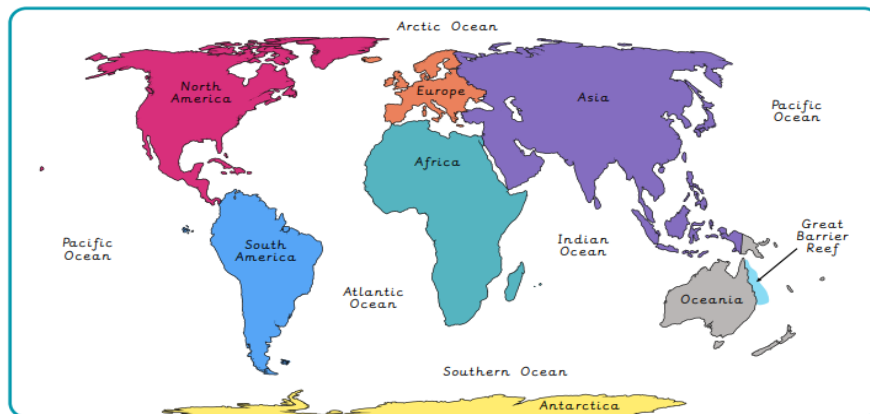 Arctic Ocean
North
America
Europe
Asia
Pacific
Ocean
Africa
Pacific
Ocean
South
America
Indian
Ocean
Great
Barrier
Reef
Atlantic
Ocean
Oceania
Southern Ocean
Antarctica